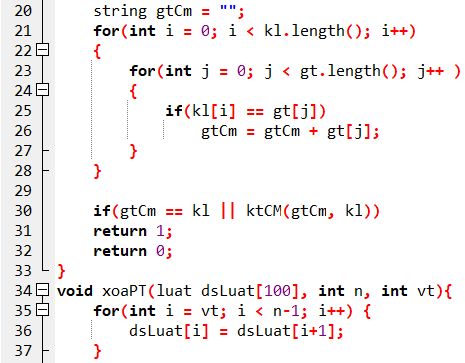 20 string gtCm = "";
21 for(int i = 0; i < kl.length(); i++)
22 {
23 for(int j = 0; j < gt.length(); j++ )
24 {
25 if(kl[i] == gt[j])
26 gtCm = gtCm + gt[j];
27 }
28 }
29
30 if(gtCm == kl || ktCM(gtCm, kl))
31 return 1;
32 return 0;
33 }
34 void xoaPT(luat dsLuat[100], int n, int vt){
35 for(int i = vt; i < n-1; i++) {
36 dsLuat[i] = dsLuat[i+1];
37 }